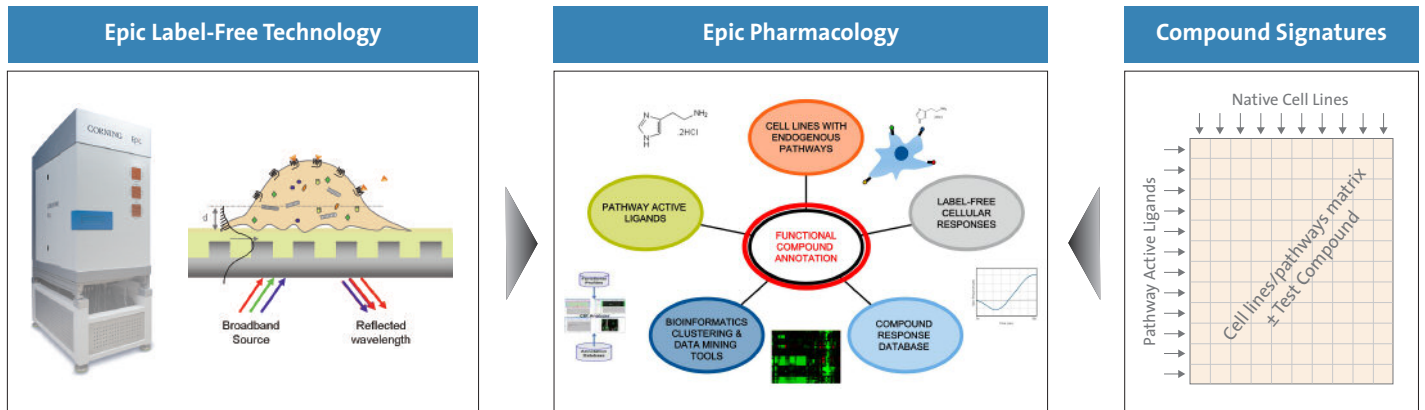 Epic Label-Free Technology
CORNING
Epic
d
Broadband
Source
Reflected
wavelength
Epic Pharmacology
NH₂
.2HCl
N
N
H
CELL LINES WITH
ENDOGENOUS
PATHWAYS
PATHWAY ACTIVE
LIGANDS
LABEL-FREE
CELLULAR
RESPONSES
FUNCTIONAL
COMPOUND
ANNOTATION
BIOINFORMATICS
CLUSTERING &
DATA MINING
TOOLS
COMPOUND
RESPONSE
DATABASE
Compound Signatures
Native Cell Lines
Pathway Active Ligands
Cell lines/pathways matrix
± Test Compound